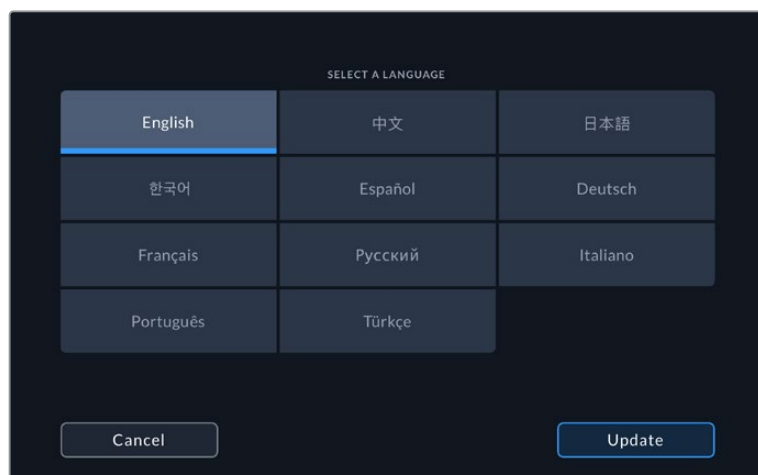 SELECT A LANGUAGE
English 中文 日本語
한국어 Español Deutsch
Français Русский Italiano
Português Türkçe
Cancel Update